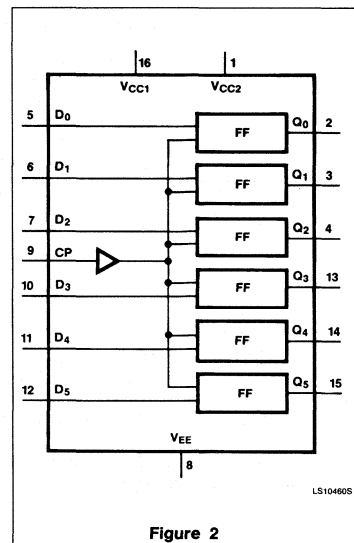 16 1
VCC1 VCC2
5 D0 FF Q0 2
6 D1 FF Q1 3
7 D2 FF Q2 4
9 CP
10 D3 FF Q3 13
11 D4 FF Q4 14
12 D5 FF Q5 15
VEE
8
LS10460S
Figure 2